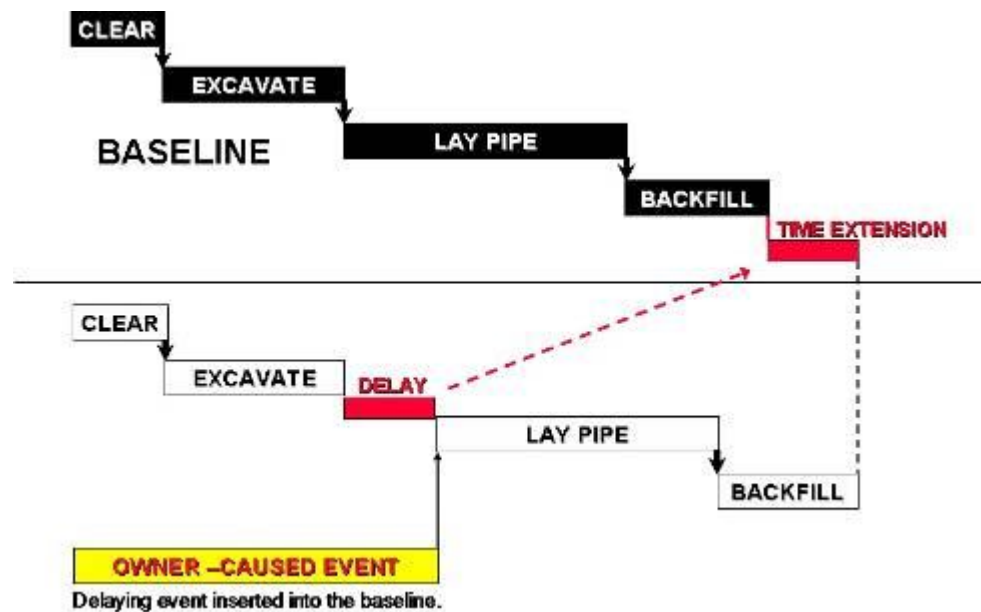 CLEAR
EXCAVATE
LAY PIPE
BASELINE
BACKFILL
TIME EXTENSION
CLEAR
EXCAVATE
DELAY
LAY PIPE
BACKFILL
OWNER –CAUSED EVENT
Delaying event inserted into the baseline.